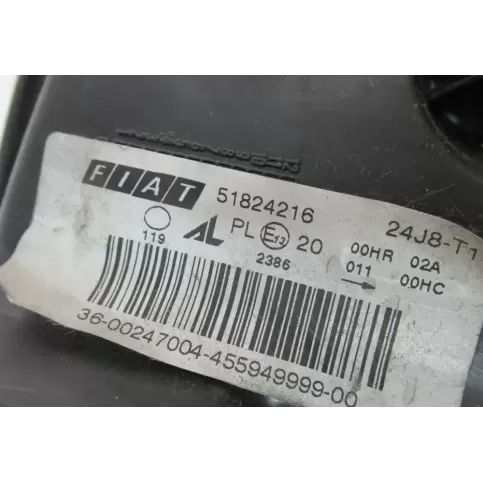 FIAT 51824216 24J8-T1
119 AL PL E13 20 00HR 02A
2386 011 → 00HC
36-00247004-455949999-00